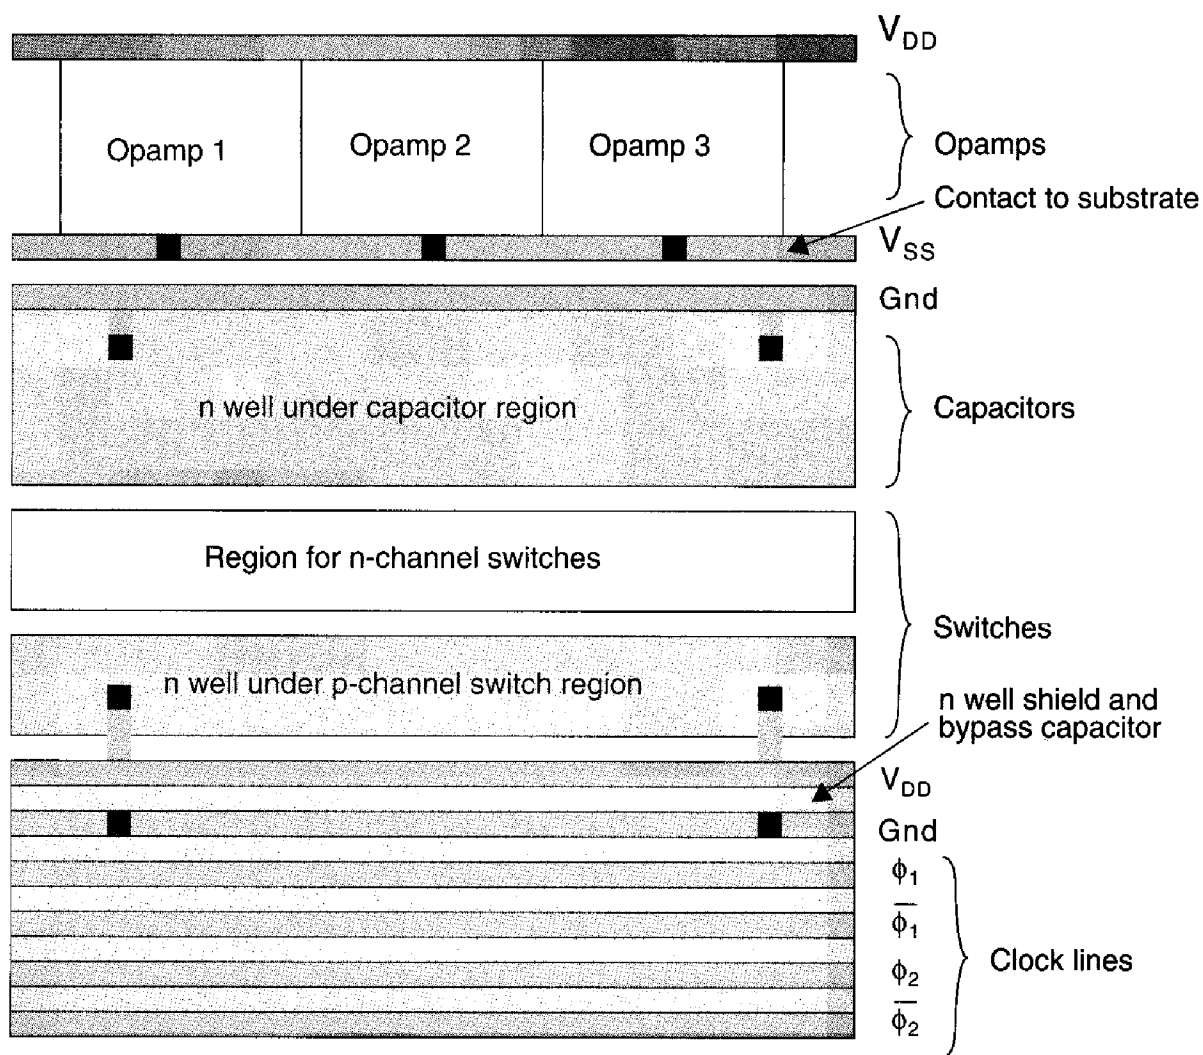 V_DD
Opamp 1
Opamp 2
Opamp 3
Opamps
Contact to substrate
V_SS
Gnd
n well under capacitor region
Capacitors
Region for n-channel switches
Switches
n well under p-channel switch region
n well shield and
bypass capacitor
V_DD
Gnd
ϕ₁
ϕ̅₁
Clock lines
ϕ₂
ϕ̅₂